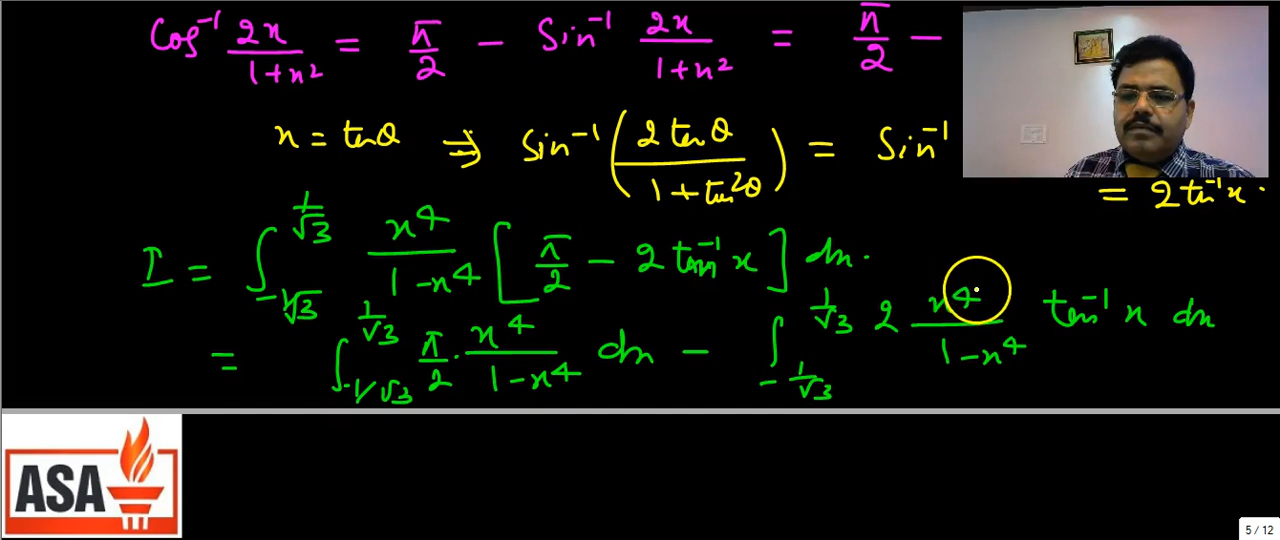 Cos⁻¹ 2x/(1+x²) = π/2 − Sin⁻¹ 2x/(1+x²) = π/2 −
x = tanθ ⇒ Sin⁻¹(2tanθ/(1+tan²θ)) = Sin⁻¹
= 2tan⁻¹x.
I = ∫_{-1/√3}^{1/√3} x⁴/(1−x⁴) [π/2 − 2tan⁻¹x] dx.
= ∫_{-1/√3}^{1/√3} π/2 · x⁴/(1−x⁴) dx − ∫_{-1/√3}^{1/√3} 2 x⁴/(1−x⁴) tan⁻¹x dx
ASA
5 / 12